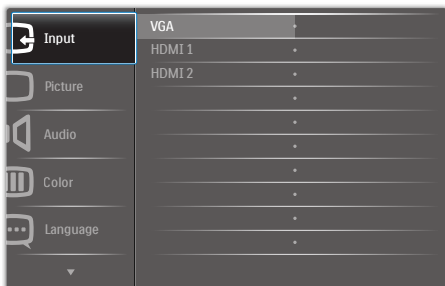 Input
Picture
Audio
Color
Language
VGA
HDMI 1
HDMI 2